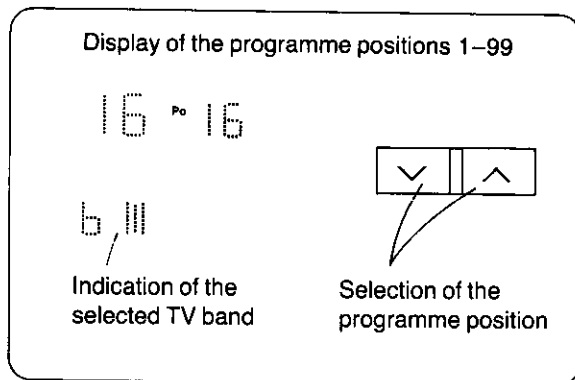 Display of the programme positions 1–99
16 Po 16
b III
Indication of the
selected TV band
Selection of the
programme position